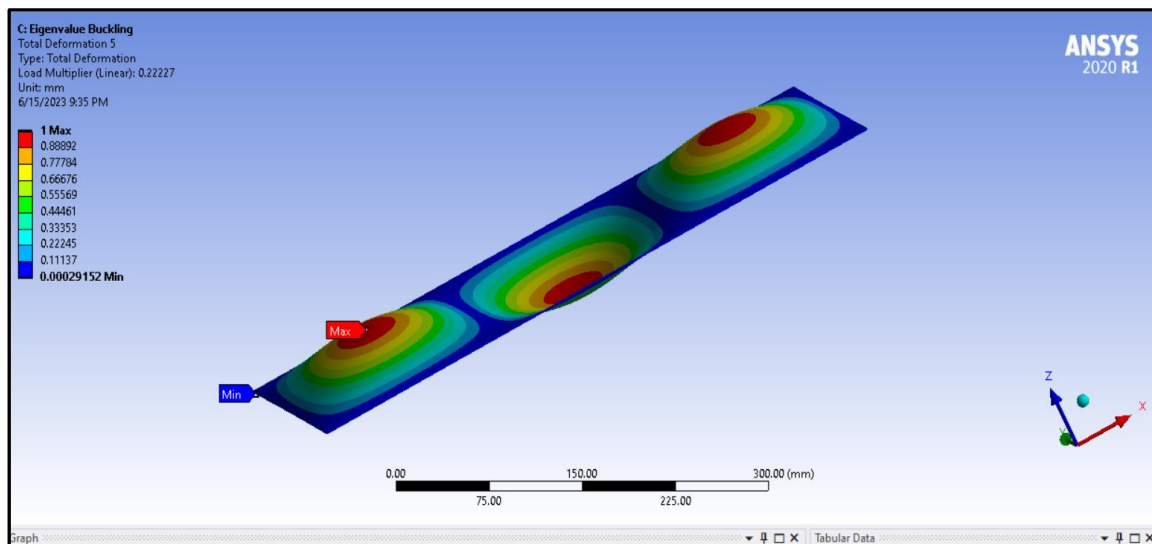 C: Eigenvalue Buckling
Total Deformation 5
Type: Total Deformation
Load Multiplier (Linear): 0.22227
Unit: mm
6/15/2023 9:35 PM
ANSYS
2020 R1
1 Max
0.88892
0.77784
0.66676
0.55569
0.44461
0.33353
0.22245
0.11137
0.00029152 Min
Max
Min
Z
X
Y
0.00 150.00 300.00 (mm)
75.00 225.00
Graph
Tabular Data